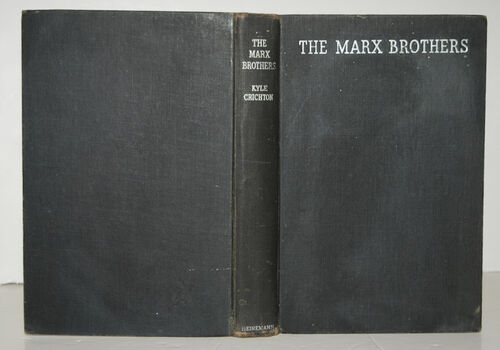 THE
MARX
BROTHERS
KYLE
CRICHTON
HEINEMANN
THE MARX BROTHERS